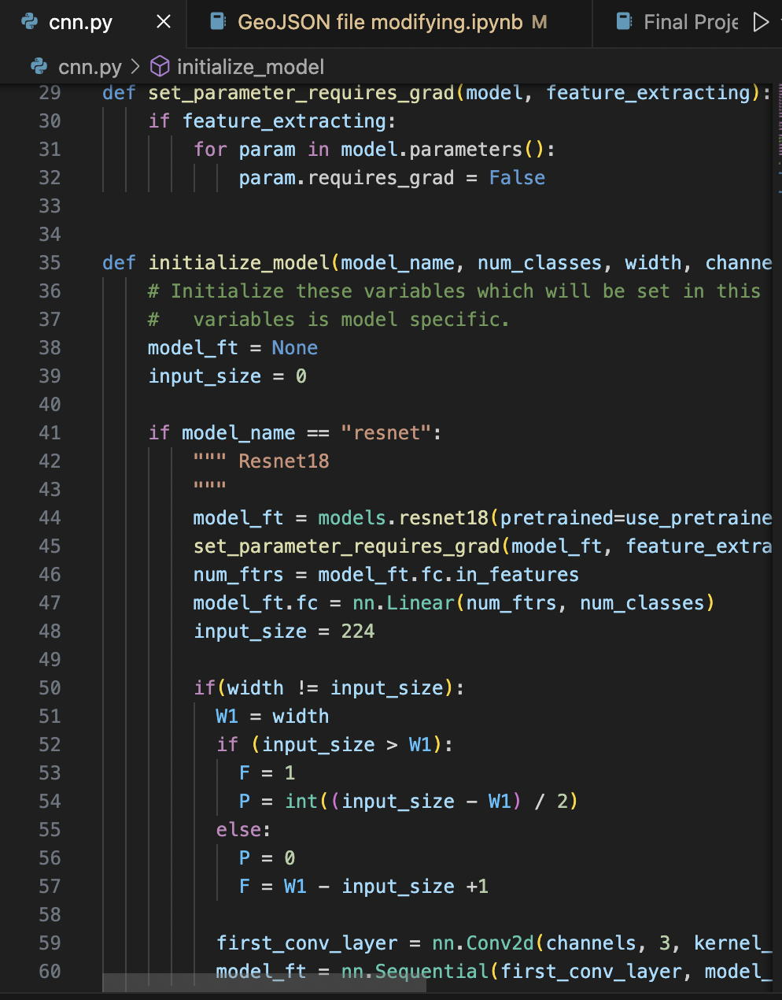 cnn.py × GeoJSON file modifying.ipynb M Final Proje
cnn.py > initialize_model
29 def set_parameter_requires_grad(model, feature_extracting):
30     if feature_extracting:
31         for param in model.parameters():
32             param.requires_grad = False
33
34
35 def initialize_model(model_name, num_classes, width, channe
36     # Initialize these variables which will be set in this
37     #   variables is model specific.
38     model_ft = None
39     input_size = 0
40
41     if model_name == "resnet":
42         """ Resnet18
43         """
44         model_ft = models.resnet18(pretrained=use_pretraine
45         set_parameter_requires_grad(model_ft, feature_extra
46         num_ftrs = model_ft.fc.in_features
47         model_ft.fc = nn.Linear(num_ftrs, num_classes)
48         input_size = 224
49
50         if(width != input_size):
51           W1 = width
52           if (input_size > W1):
53             F = 1
54             P = int((input_size - W1) / 2)
55           else:
56             P = 0
57             F = W1 - input_size +1
58
59           first_conv_layer = nn.Conv2d(channels, 3, kernel_
60           model_ft = nn.Sequential(first_conv_layer, model_